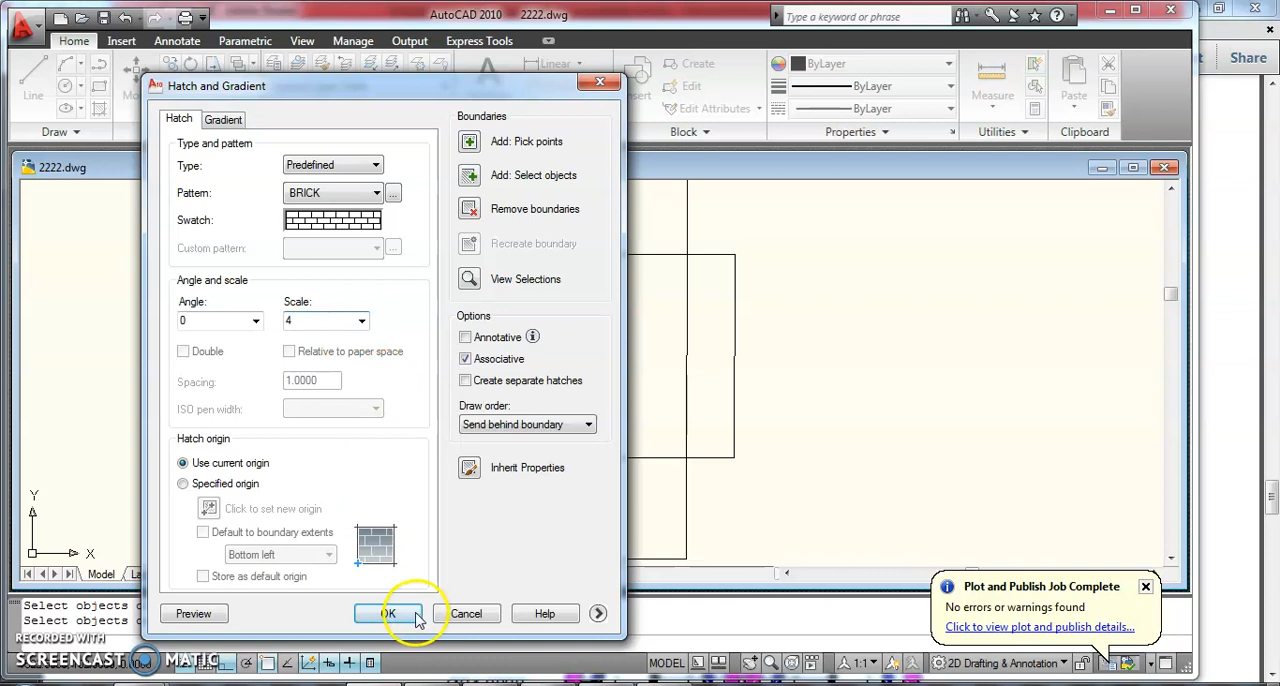 AutoCAD 2010 2222.dwg
Type a keyword or phrase
Home Insert Annotate Parametric View Manage Output Express Tools
Share
Line
Draw
Linear
Create
Edit
Edit Attributes
Block
ByLayer
ByLayer
ByLayer
Properties
Measure
Utilities
Paste
Clipboard
2222.dwg
Hatch and Gradient
Hatch Gradient
Type and pattern
Type: Predefined
Pattern: BRICK ...
Swatch:
Custom pattern: ...
Angle and scale
Angle: Scale:
0 4
Double Relative to paper space
Spacing: 1.0000
ISO pen width:
Hatch origin
Use current origin
Specified origin
Click to set new origin
Default to boundary extents
Bottom left
Store as default origin
Boundaries
Add: Pick points
Add: Select objects
Remove boundaries
Recreate boundary
View Selections
Options
Annotative
Associative
Create separate hatches
Draw order:
Send behind boundary
Inherit Properties
Preview OK Cancel Help
Y
X
Model
Select objects
Select objects
Plot and Publish Job Complete
No errors or warnings found
Click to view plot and publish details...
RECORDED WITH
SCREENCAST MATIC
MODEL 1:1 2D Drafting & Annotation